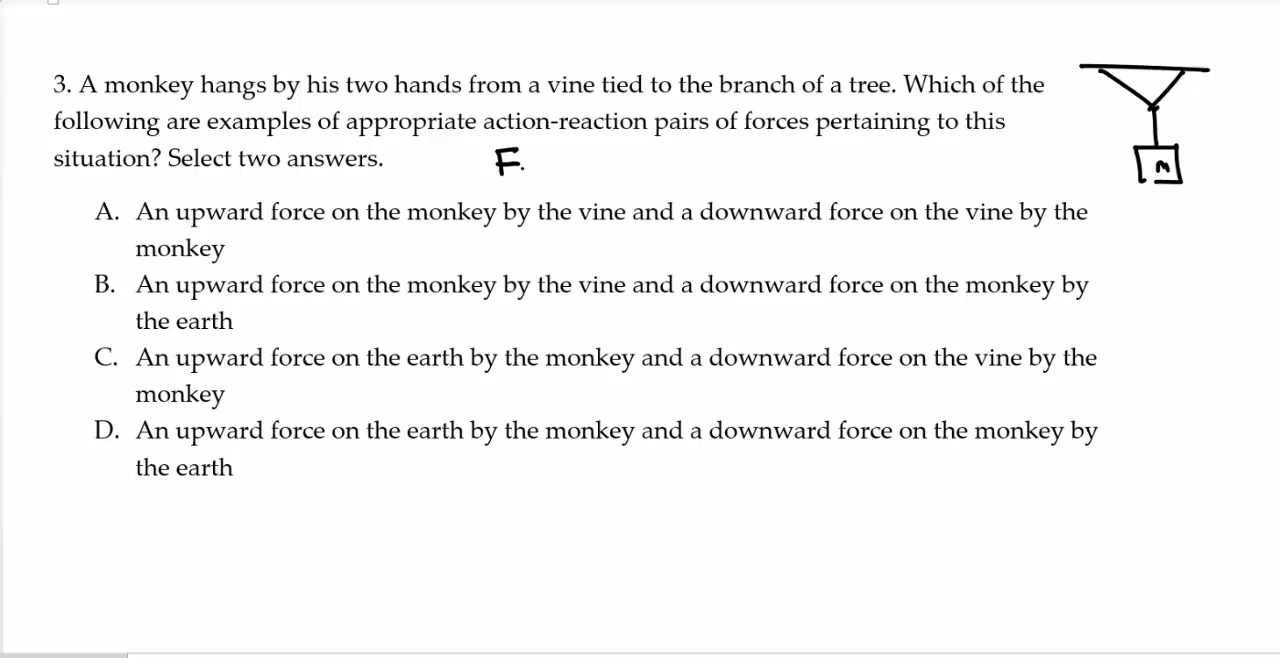 3. A monkey hangs by his two hands from a vine tied to the branch of a tree. Which of the
following are examples of appropriate action-reaction pairs of forces pertaining to this
situation? Select two answers.
F.
M
A. An upward force on the monkey by the vine and a downward force on the vine by the
monkey
B. An upward force on the monkey by the vine and a downward force on the monkey by
the earth
C. An upward force on the earth by the monkey and a downward force on the vine by the
monkey
D. An upward force on the earth by the monkey and a downward force on the monkey by
the earth